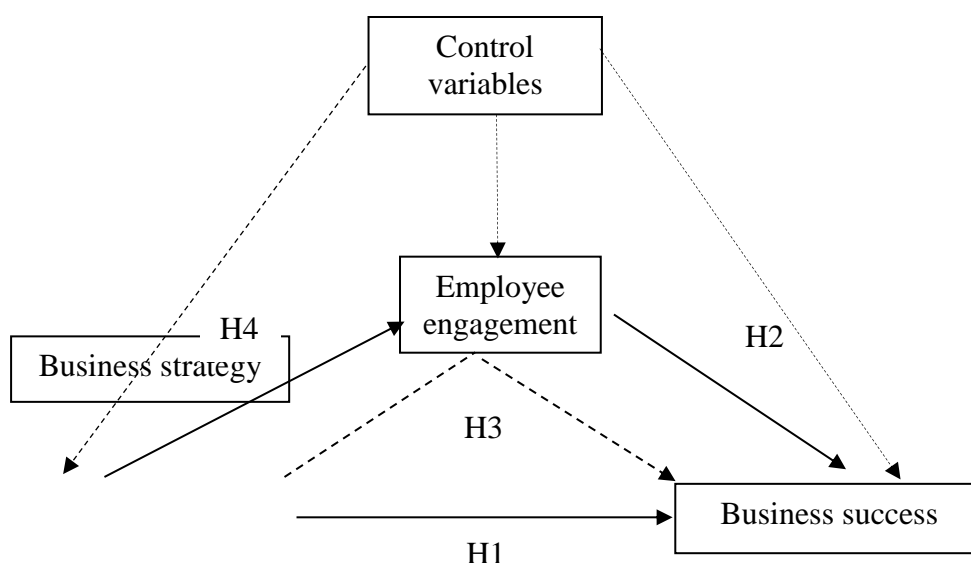 Control
variables
Employee
engagement
H4
H2
Business strategy
H3
Business success
H1